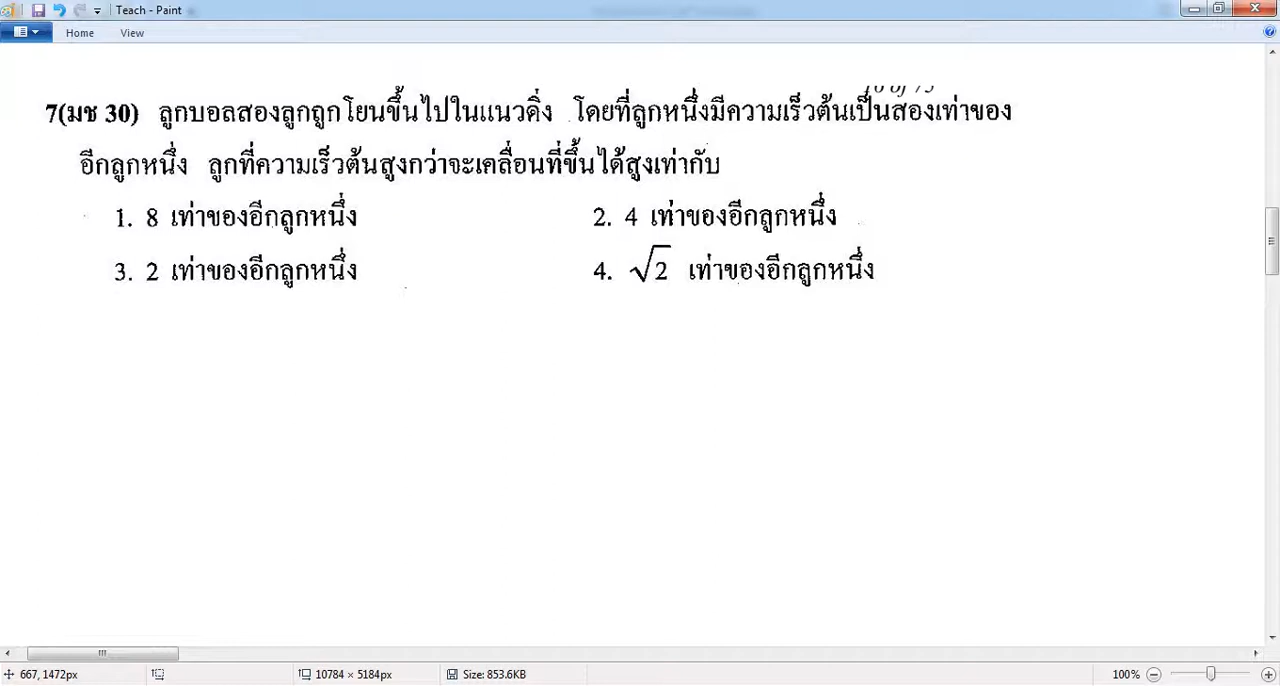 Teach - Paint
Home View
7(มช 30) ลูกบอลสองลูกถูกโยนขึ้นไปในแนวดิ่ง โดยที่ลูกหนึ่งมีความเร็วต้นเป็นสองเท่าของ
อีกลูกหนึ่ง ลูกที่ความเร็วต้นสูงกว่าจะเคลื่อนที่ขึ้นได้สูงเท่ากับ
1. 8 เท่าของอีกลูกหนึ่ง 2. 4 เท่าของอีกลูกหนึ่ง
3. 2 เท่าของอีกลูกหนึ่ง 4. √2 เท่าของอีกลูกหนึ่ง
667, 1472px 10784 × 5184px Size: 853.6KB 100%